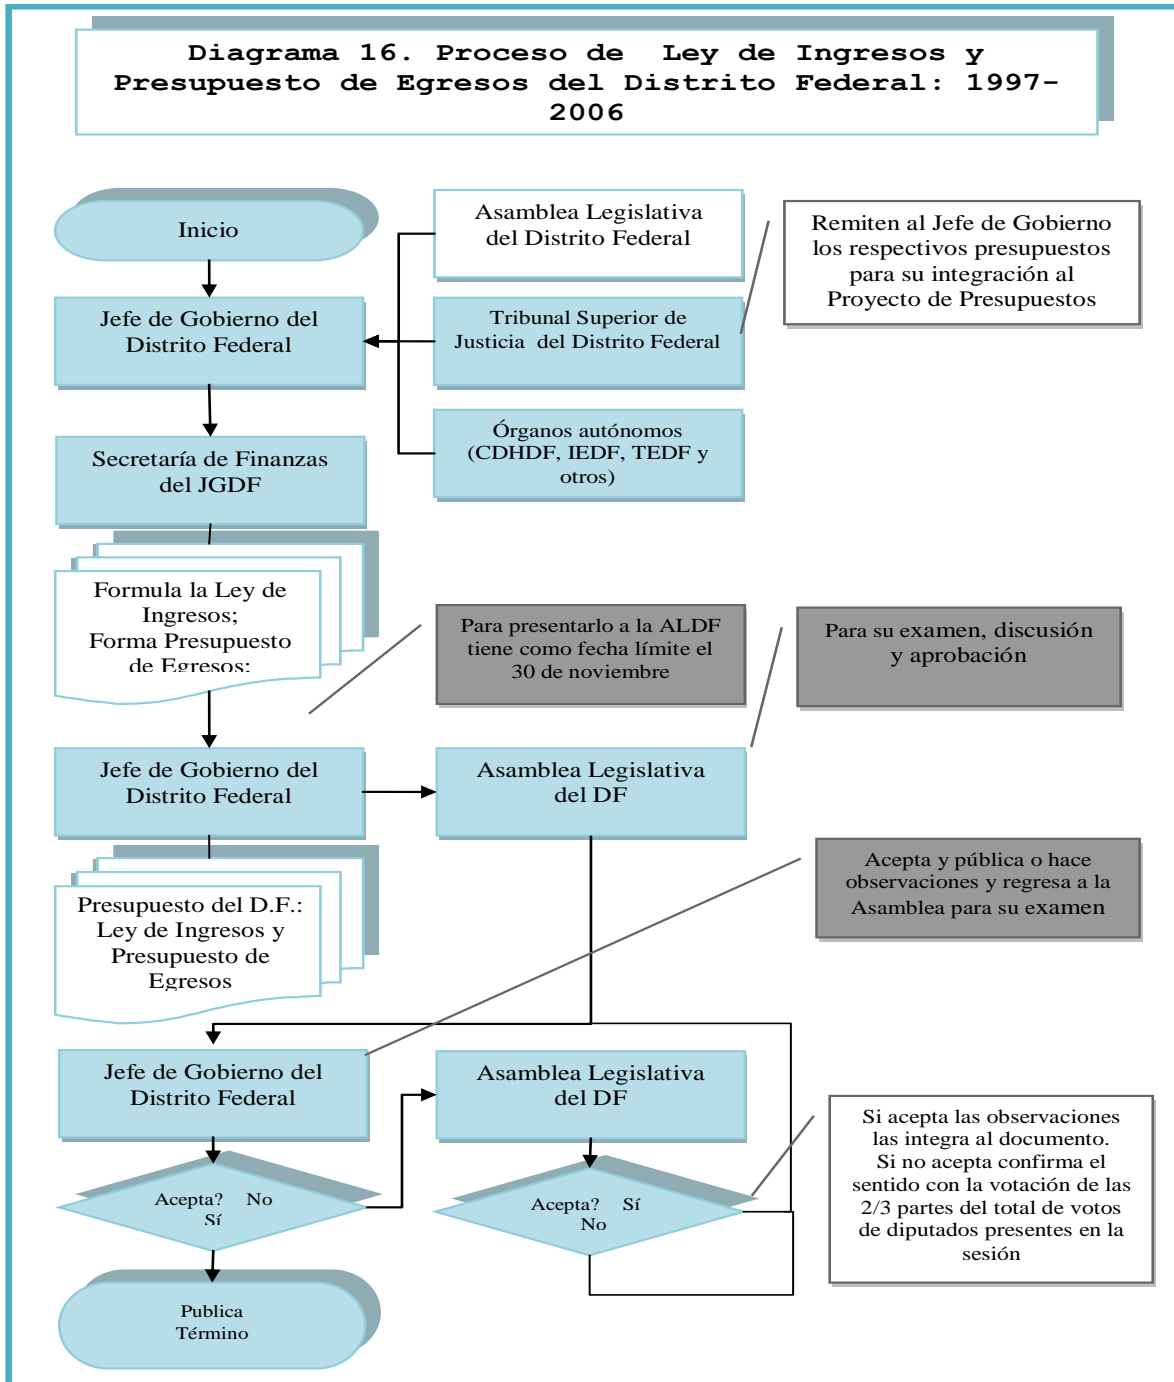 Diagrama 16. Proceso de Ley de Ingresos y
Presupuesto de Egresos del Distrito Federal: 1997-
2006
Inicio
Asamblea Legislativa
del Distrito Federal
Remiten al Jefe de Gobierno
los respectivos presupuestos
para su integración al
Proyecto de Presupuestos
Jefe de Gobierno del
Distrito Federal
Tribunal Superior de
Justicia del Distrito Federal
Órganos autónomos
(CDHDF, IEDF, TEDF y
otros)
Secretaría de Finanzas
del JGDF
Formula la Ley de
Ingresos;
Forma Presupuesto
de Egresos;
Para presentarlo a la ALDF
tiene como fecha límite el
30 de noviembre
Para su examen, discusión
y aprobación
Jefe de Gobierno del
Distrito Federal
Asamblea Legislativa
del DF
Acepta y pública o hace
observaciones y regresa a la
Asamblea para su examen
Presupuesto del D.F.:
Ley de Ingresos y
Presupuesto de
Egresos
Jefe de Gobierno del
Distrito Federal
Asamblea Legislativa
del DF
Si acepta las observaciones
las integra al documento.
Si no acepta confirma el
sentido con la votación de las
2/3 partes del total de votos
de diputados presentes en la
sesión
Acepta? No
Sí
Acepta? Sí
No
Publica
Término